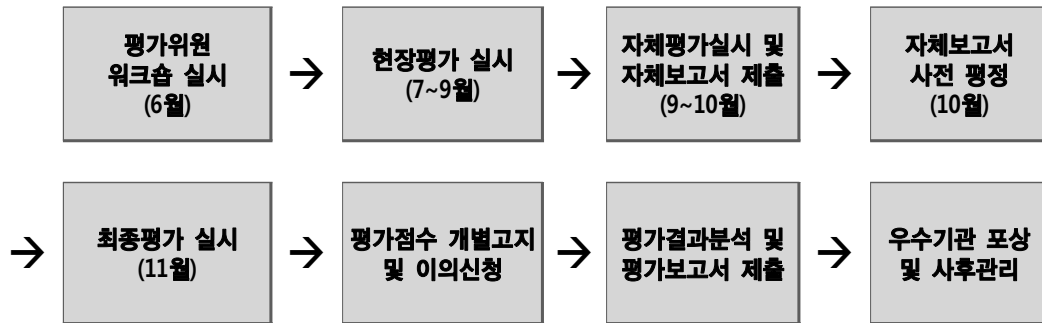 평가위원
워크숍 실시
(6월)
→
현장평가 실시
(7~9월)
→
자체평가실시 및
자체보고서 제출
(9~10월)
→
자체보고서
사전 평정
(10월)
→
최종평가 실시
(11월)
→
평가점수 개별고지
및 이의신청
→
평가결과분석 및
평가보고서 제출
→
우수기관 포상
및 사후관리